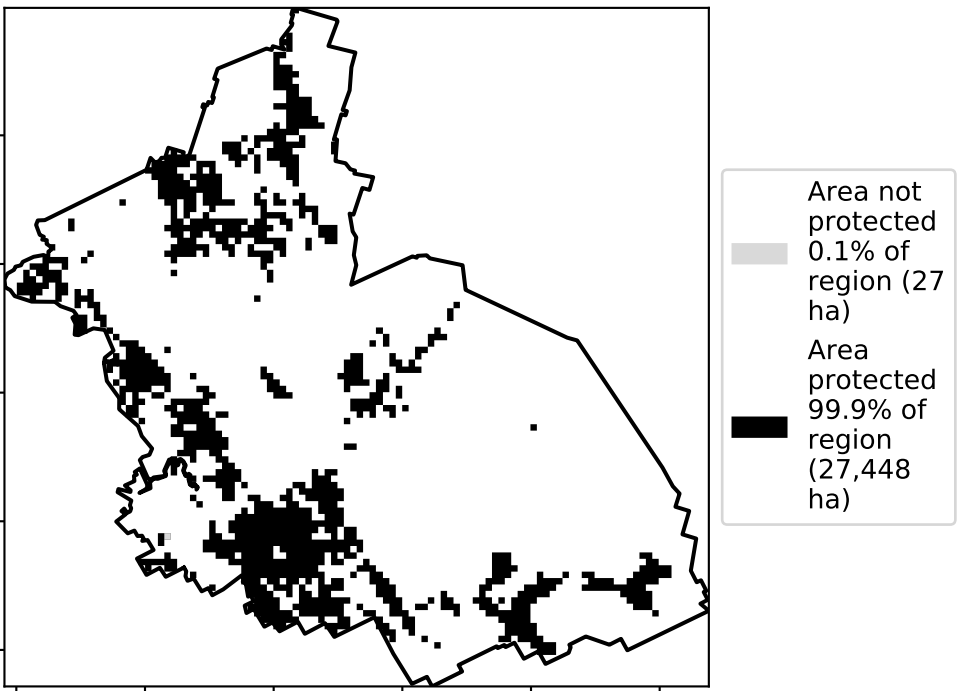 Area not
protected
0.1% of
region (27
ha)
Area
protected
99.9% of
region
(27,448
ha)